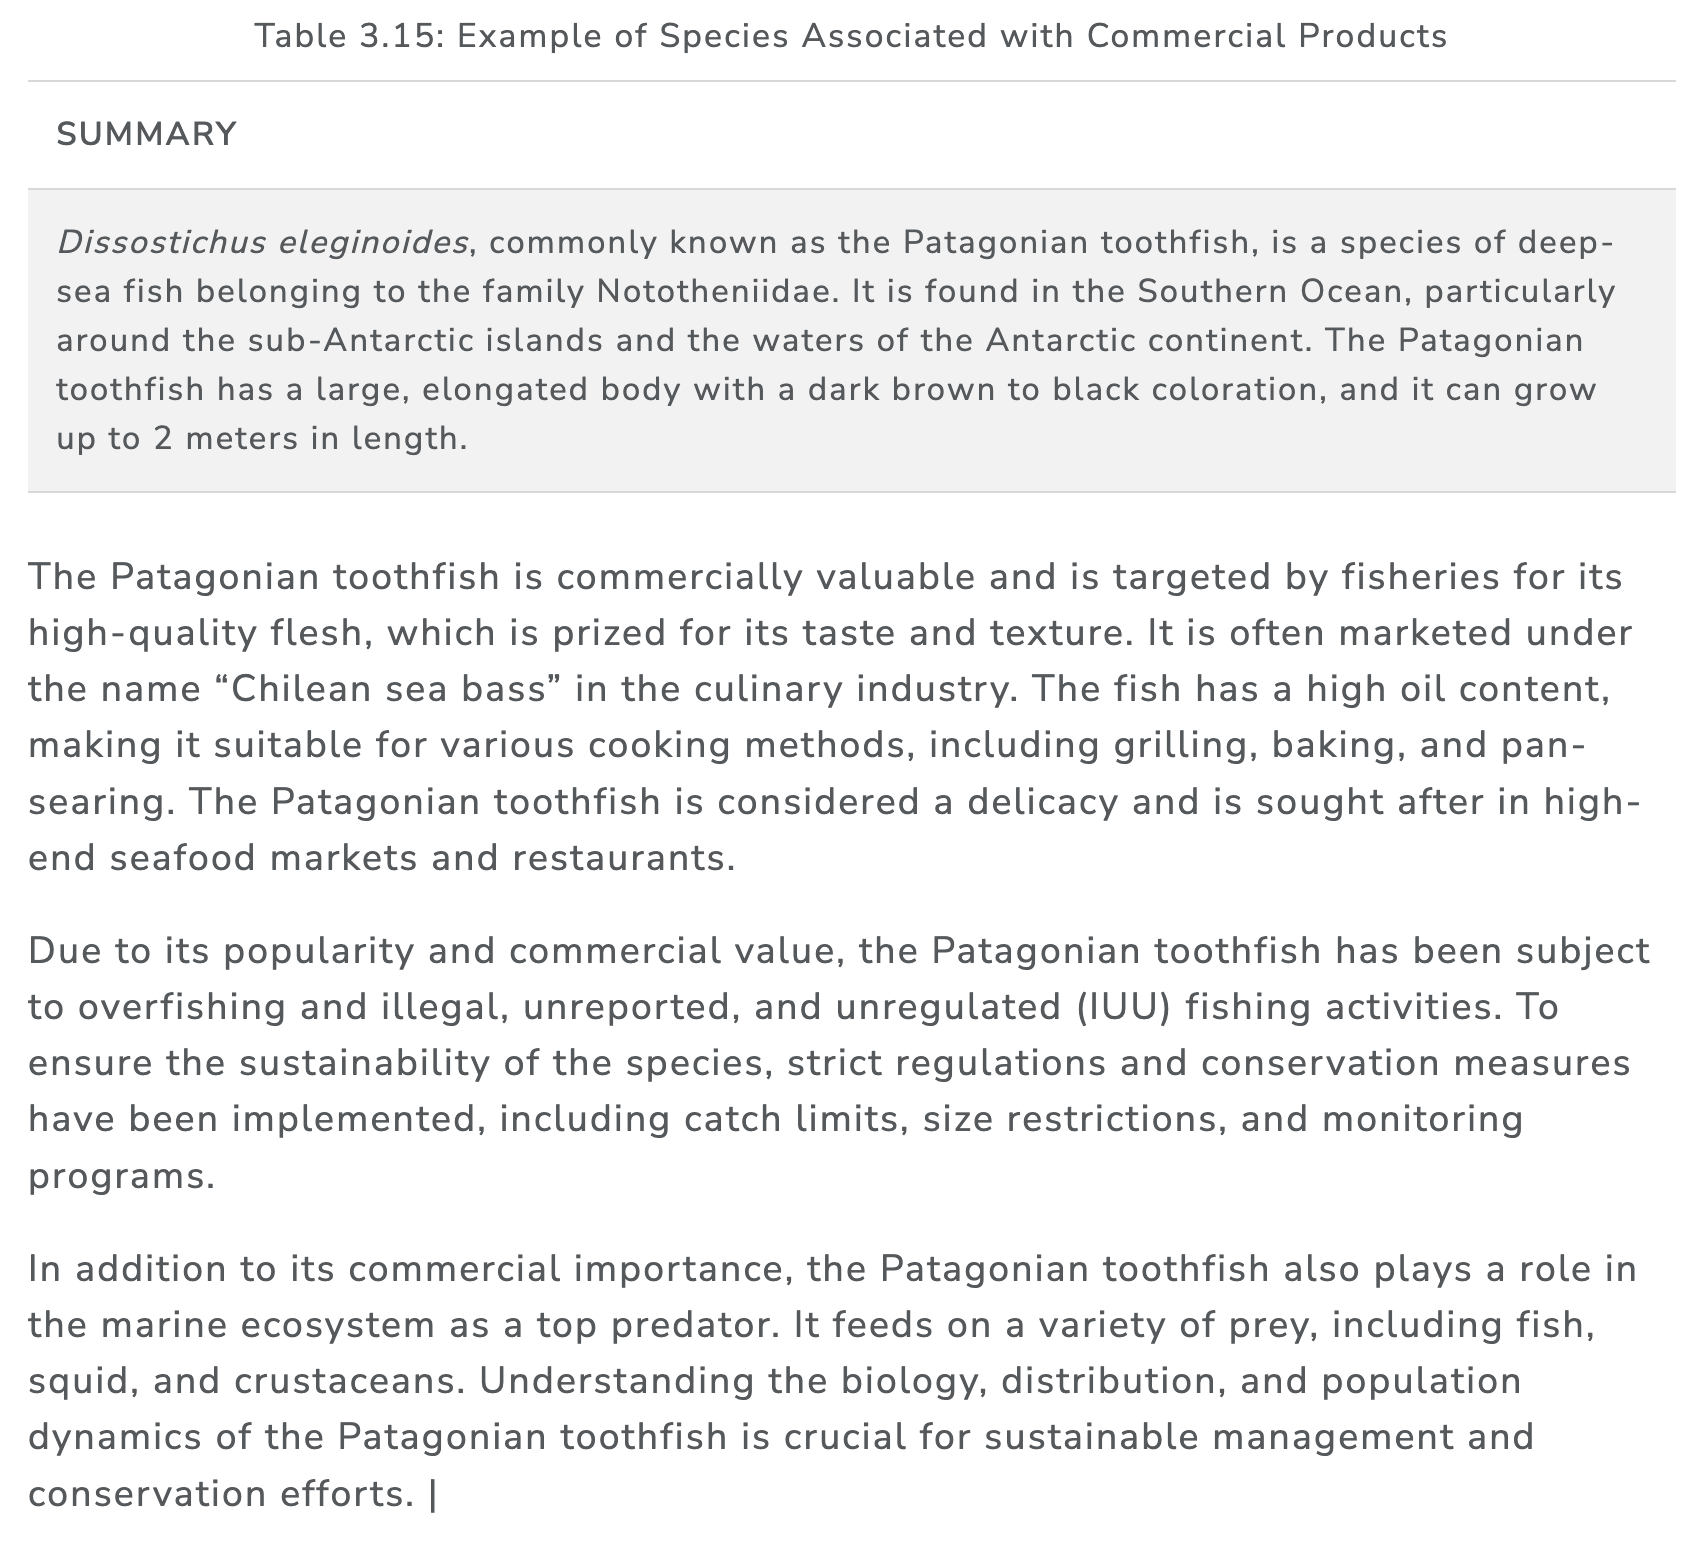 Table 3.15: Example of Species Associated with Commercial Products
SUMMARY
Dissostichus eleginoides, commonly known as the Patagonian toothfish, is a species of deep-
sea fish belonging to the family Nototheniidae. It is found in the Southern Ocean, particularly
around the sub-Antarctic islands and the waters of the Antarctic continent. The Patagonian
toothfish has a large, elongated body with a dark brown to black coloration, and it can grow
up to 2 meters in length.
The Patagonian toothfish is commercially valuable and is targeted by fisheries for its
high-quality flesh, which is prized for its taste and texture. It is often marketed under
the name “Chilean sea bass” in the culinary industry. The fish has a high oil content,
making it suitable for various cooking methods, including grilling, baking, and pan-
searing. The Patagonian toothfish is considered a delicacy and is sought after in high-
end seafood markets and restaurants.
Due to its popularity and commercial value, the Patagonian toothfish has been subject
to overfishing and illegal, unreported, and unregulated (IUU) fishing activities. To
ensure the sustainability of the species, strict regulations and conservation measures
have been implemented, including catch limits, size restrictions, and monitoring
programs.
In addition to its commercial importance, the Patagonian toothfish also plays a role in
the marine ecosystem as a top predator. It feeds on a variety of prey, including fish,
squid, and crustaceans. Understanding the biology, distribution, and population
dynamics of the Patagonian toothfish is crucial for sustainable management and
conservation efforts. |